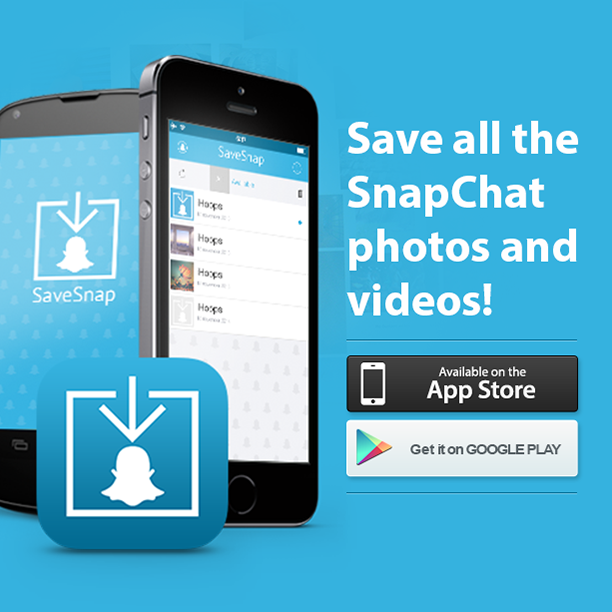 Save all the
SnapChat
photos and
videos!
Available on the
App Store
Get it on GOOGLE PLAY
SaveSnap
SaveSnap
Hoops
Hoops
Hoops
Hoops